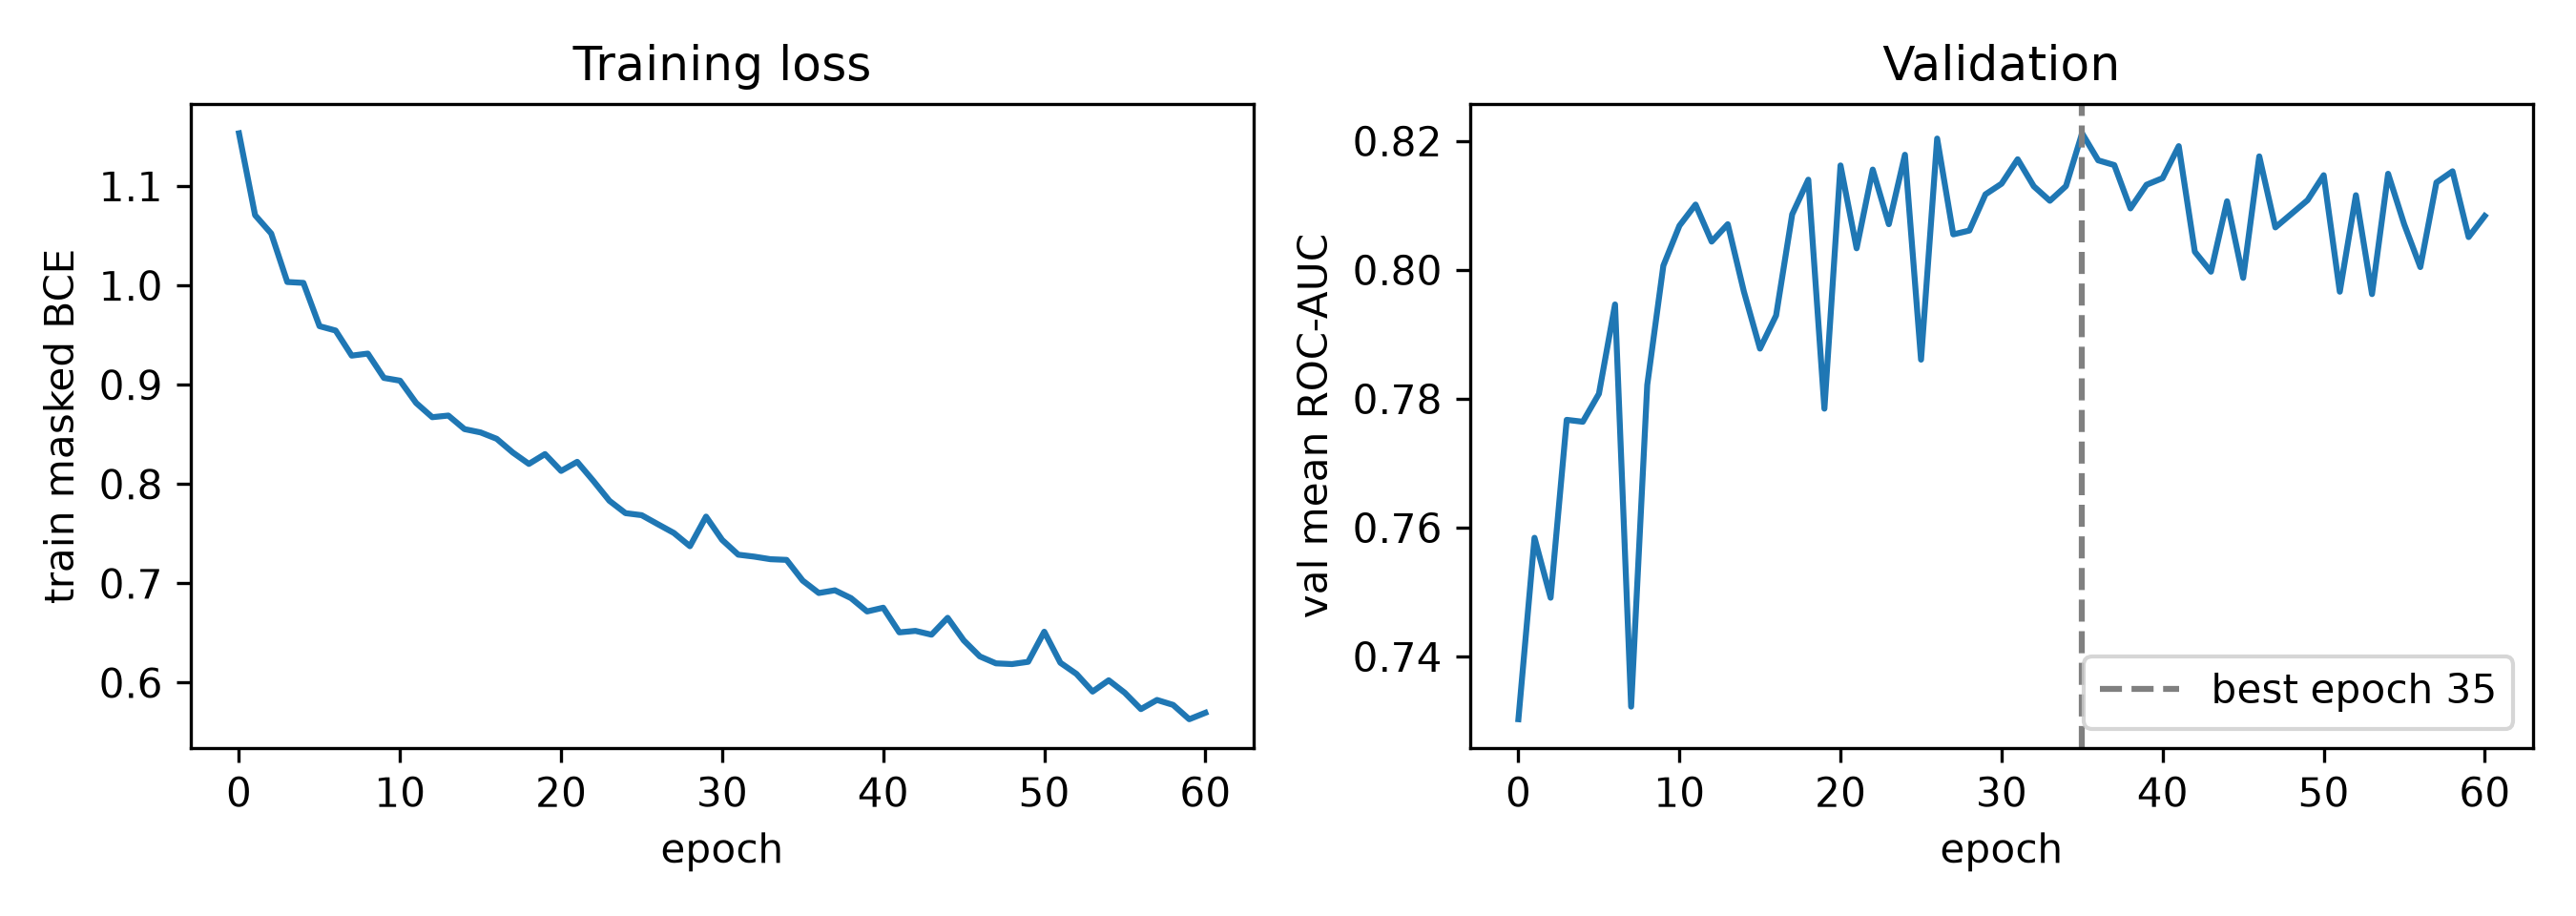 Training loss
train masked BCE
1.1
1.0
0.9
0.8
0.7
0.6
0 10 20 30 40 50 60
epoch
Validation
val mean ROC-AUC
0.82
0.80
0.78
0.76
0.74
best epoch 35
0 10 20 30 40 50 60
epoch